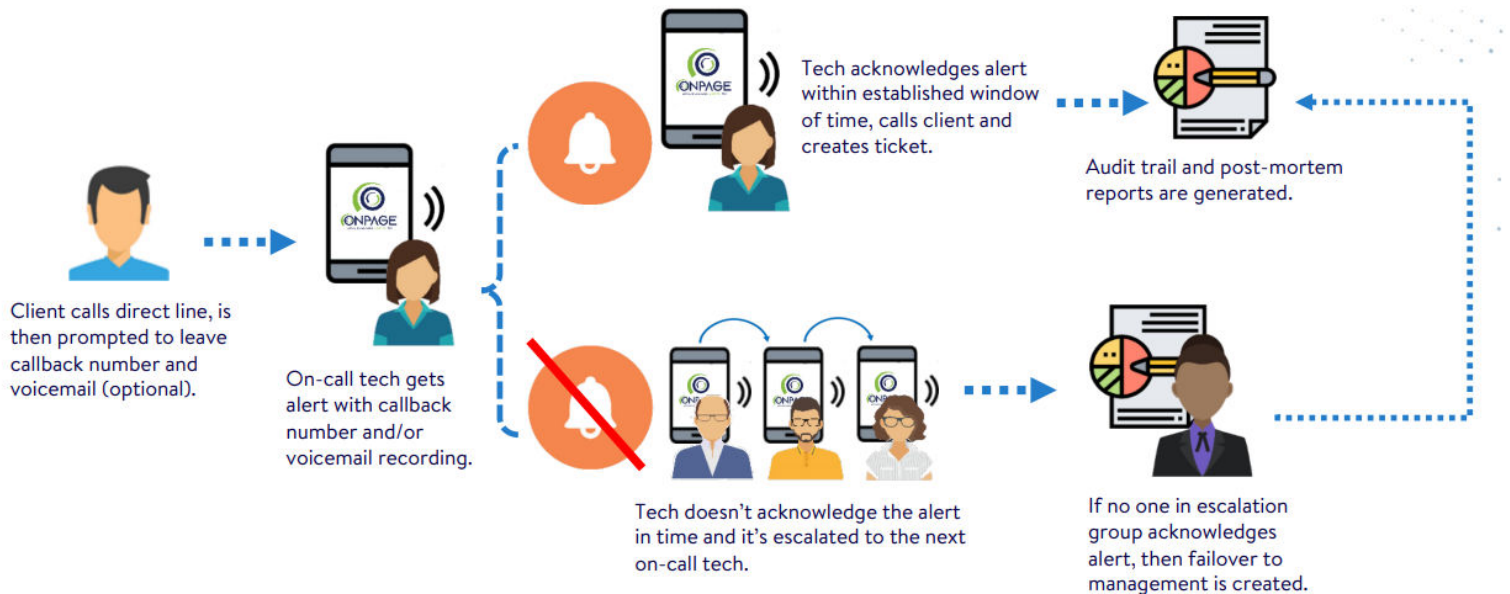 Client calls direct line, is
then prompted to leave
callback number and
voicemail (optional).
ONPAGE
On-call tech gets
alert with callback
number and/or
voicemail recording.
ONPAGE
Tech acknowledges alert
within established window
of time, calls client and
creates ticket.
Audit trail and post-mortem
reports are generated.
ONPAGE
ONPAGE
ONPAGE
Tech doesn’t acknowledge the alert
in time and it’s escalated to the next
on-call tech.
If no one in escalation
group acknowledges
alert, then failover to
management is created.